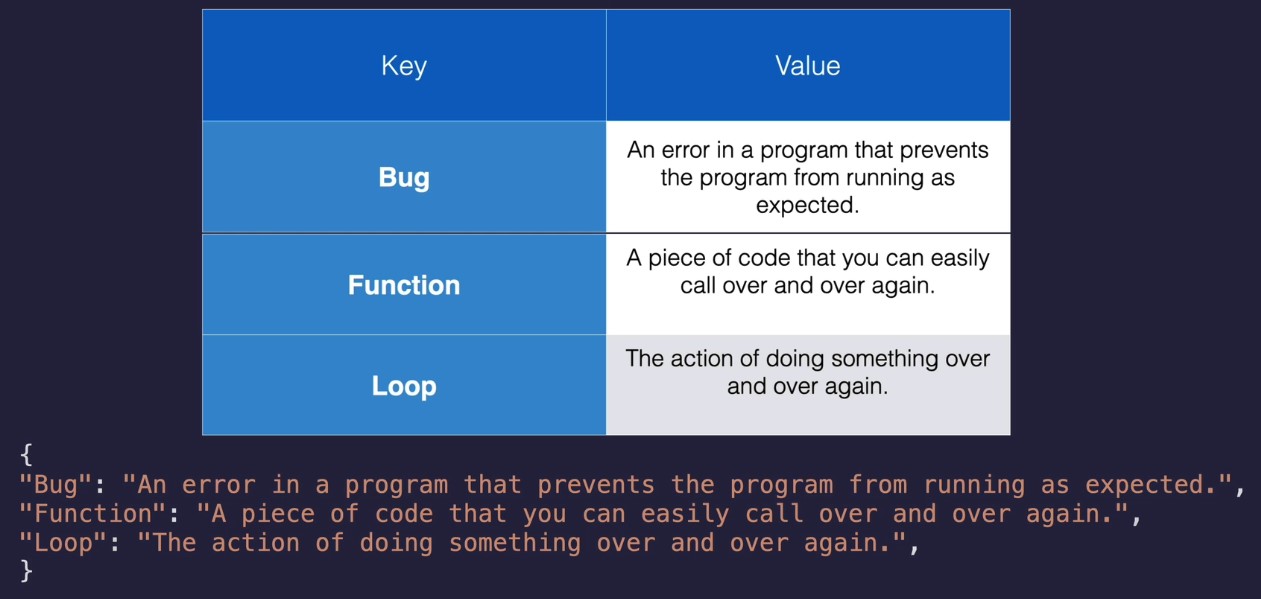 Key
Value
Bug
An error in a program that prevents
the program from running as
expected.
Function
A piece of code that you can easily
call over and over again.
Loop
The action of doing something over
and over again.
{
"Bug": "An error in a program that prevents the program from running as expected.",
"Function": "A piece of code that you can easily call over and over again.",
"Loop": "The action of doing something over and over again.",
}